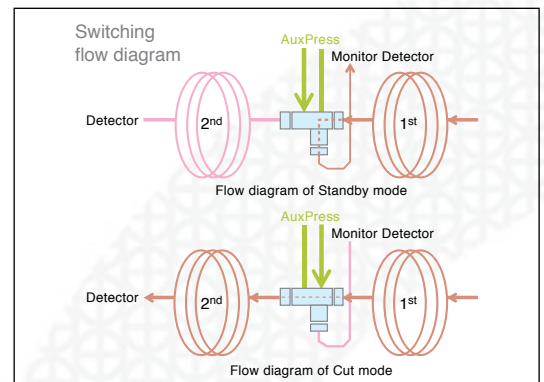 Switching
flow diagram
AuxPress
Monitor Detector
Detector
2nd
1st
Flow diagram of Standby mode
AuxPress
Monitor Detector
Detector
2nd
1st
Flow diagram of Cut mode